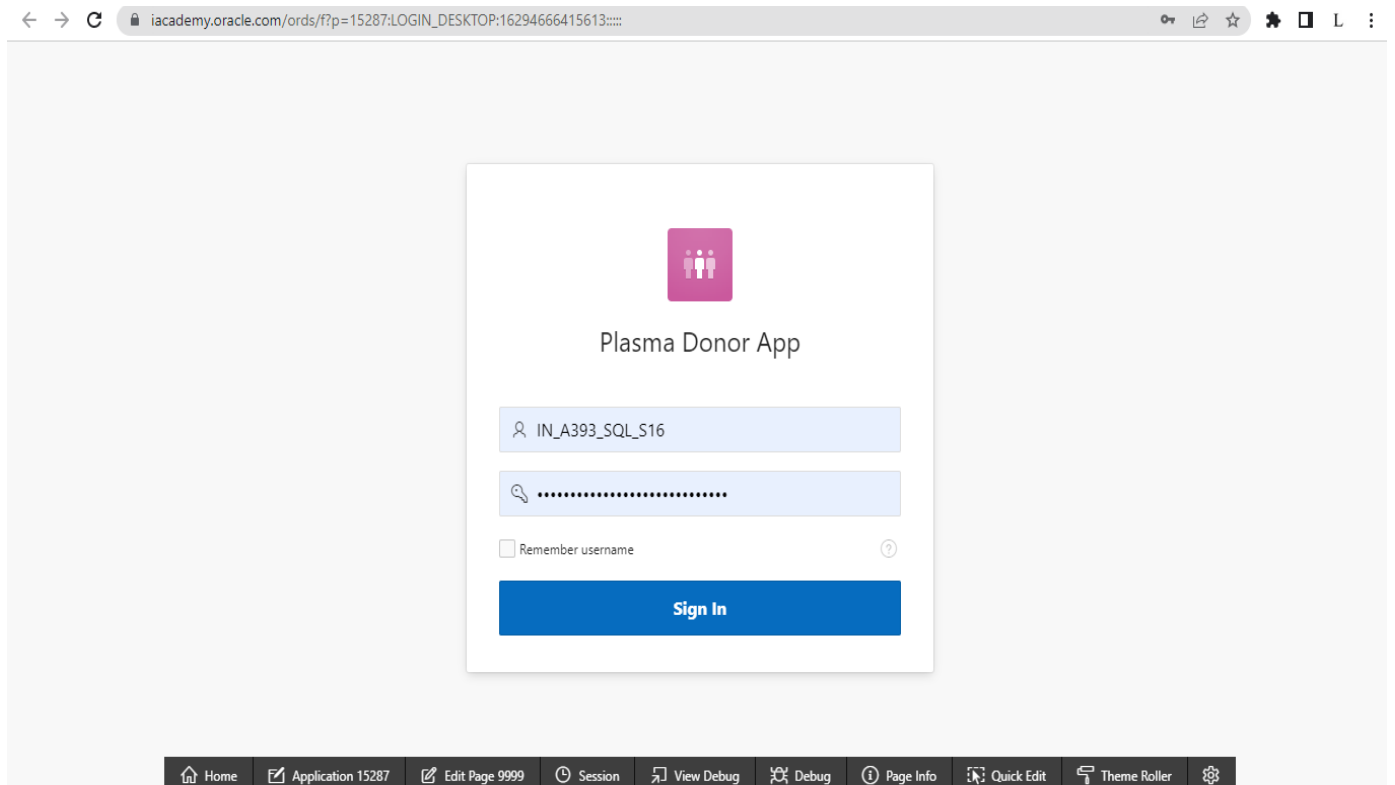 iacademy.oracle.com/ords/f?p=15287:LOGIN_DESKTOP:16294666415613:::::
L
Plasma Donor App
IN_A393_SQL_S16
•••••••••••••••••••••••••••••
Remember username
?
Sign In
Home Application 15287 Edit Page 9999 Session View Debug Debug Page Info Quick Edit Theme Roller